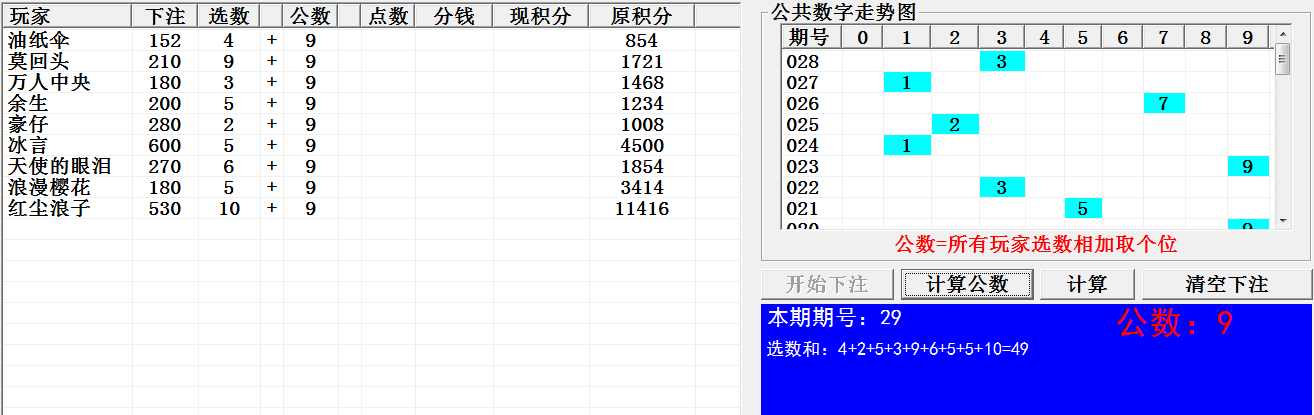 玩家 下注 选数 公数 点数 分钱 现积分 原积分
油纸伞 152 4 + 9 854
莫回头 210 9 + 9 1721
万人中央 180 3 + 9 1468
余生 200 5 + 9 1234
豪仔 280 2 + 9 1008
冰言 600 5 + 9 4500
天使的眼泪 270 6 + 9 1854
浪漫樱花 180 5 + 9 3414
红尘浪子 530 10 + 9 11416
公共数字走势图
期号 0 1 2 3 4 5 6 7 8 9
028 3
027 1
026 7
025 2
024 1
023 9
022 3
021 5
020 9
公数=所有玩家选数相加取个位
开始下注 计算公数 计算 清空下注
本期期号：29 公数：9
选数和：4+2+5+3+9+6+5+5+10=49